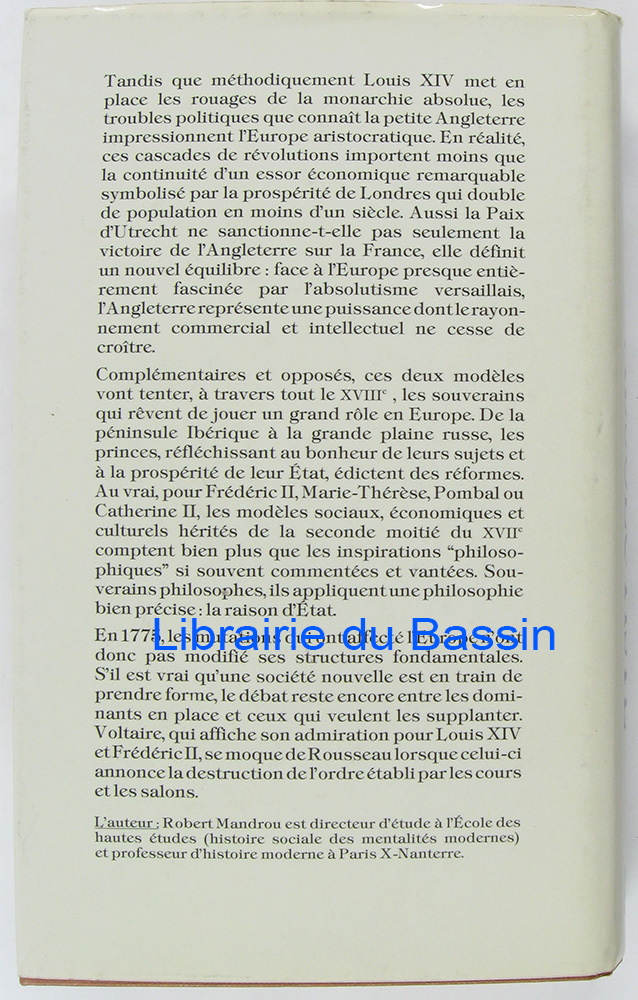 Tandis que méthodiquement Louis XIV met en
place les rouages de la monarchie absolue, les
troubles politiques que connaît la petite Angleterre
impressionnent l'Europe aristocratique. En réalité,
ces cascades de révolutions importent moins que
la continuité d'un essor économique remarquable
symbolisé par la prospérité de Londres qui double
de population en moins d'un siècle. Aussi la Paix
d'Utrecht ne sanctionne-t-elle pas seulement la
victoire de l'Angleterre sur la France, elle définit
un nouvel équilibre : face à l'Europe presque entiè-
rement fascinée par l'absolutisme versaillais,
l'Angleterre représente une puissance dont le rayon-
nement commercial et intellectuel ne cesse de
croître.
Complémentaires et opposés, ces deux modèles
vont tenter, à travers tout le XVIIIe , les souverains
qui rêvent de jouer un grand rôle en Europe. De la
péninsule Ibérique à la grande plaine russe, les
princes, réfléchissant au bonheur de leurs sujets et
à la prospérité de leur État, édictent des réformes.
Au vrai, pour Frédéric II, Marie-Thérèse, Pombal ou
Catherine II, les modèles sociaux, économiques et
culturels hérités de la seconde moitié du XVIIe
comptent bien plus que les inspirations "philoso-
phiques" si souvent commentées et vantées. Sou-
verains philosophes, ils appliquent une philosophie
bien précise : la raison d'État.
En 1775, les mutations qui ont affecté l'Europe n'ont
Librairie du Bassin
donc pas modifié ses structures fondamentales.
S'il est vrai qu'une société nouvelle est en train de
prendre forme, le débat reste encore entre les domi-
nants en place et ceux qui veulent les supplanter.
Voltaire, qui affiche son admiration pour Louis XIV
et Frédéric II, se moque de Rousseau lorsque celui-ci
annonce la destruction de l'ordre établi par les cours
et les salons.
L'auteur : Robert Mandrou est directeur d'étude à l'École des
hautes études (histoire sociale des mentalités modernes)
et professeur d'histoire moderne à Paris X-Nanterre.